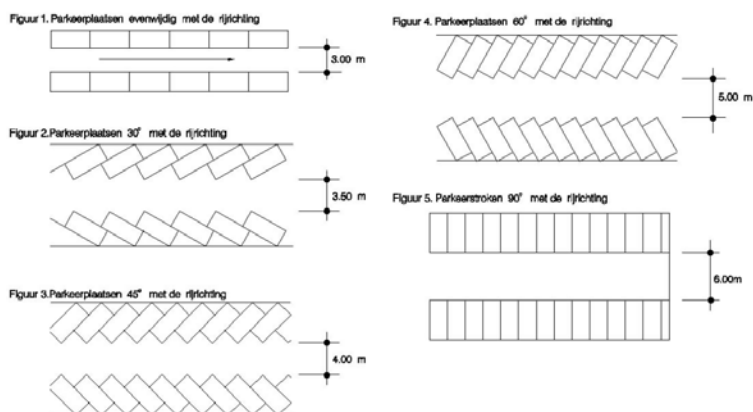 Figuur 1. Parkeerplaatsen evenwijdig met de rijrichting
3.00 m
Figuur 2.Parkeerplaatsen 30° met de rijrichting
3.50 m
Figuur 3.Parkeerplaatsen 45° met de rijrichting
4.00 m
Figuur 4. Parkeerplaatsen 60° met de rijrichting
5.00 m
Figuur 5. Parkeerstroken 90° met de rijrichting
6.00m